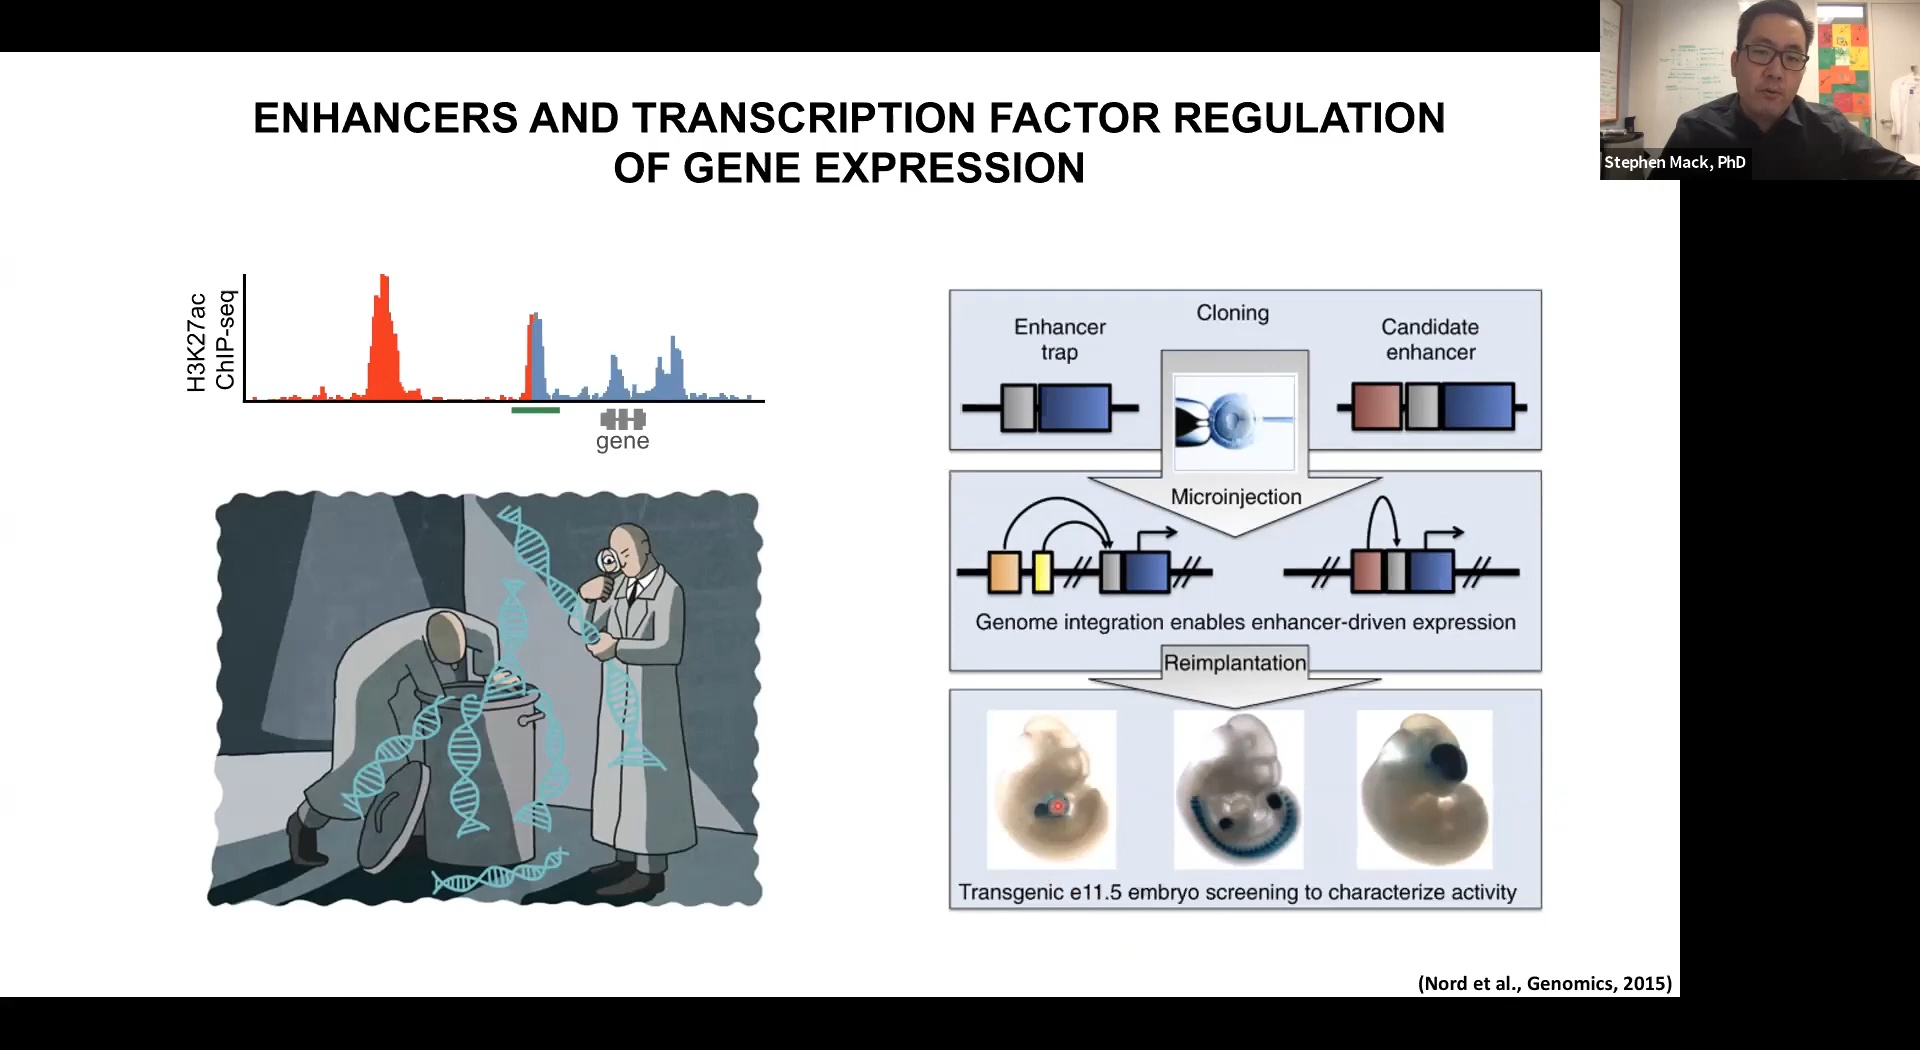 ENHANCERS AND TRANSCRIPTION FACTOR REGULATION
OF GENE EXPRESSION
Stephen Mack, PhD
H3K27ac
ChIP-seq
gene
Cloning
Enhancer
trap
Candidate
enhancer
Microinjection
Genome integration enables enhancer-driven expression
Reimplantation
Transgenic e11.5 embryo screening to characterize activity
(Nord et al., Genomics, 2015)